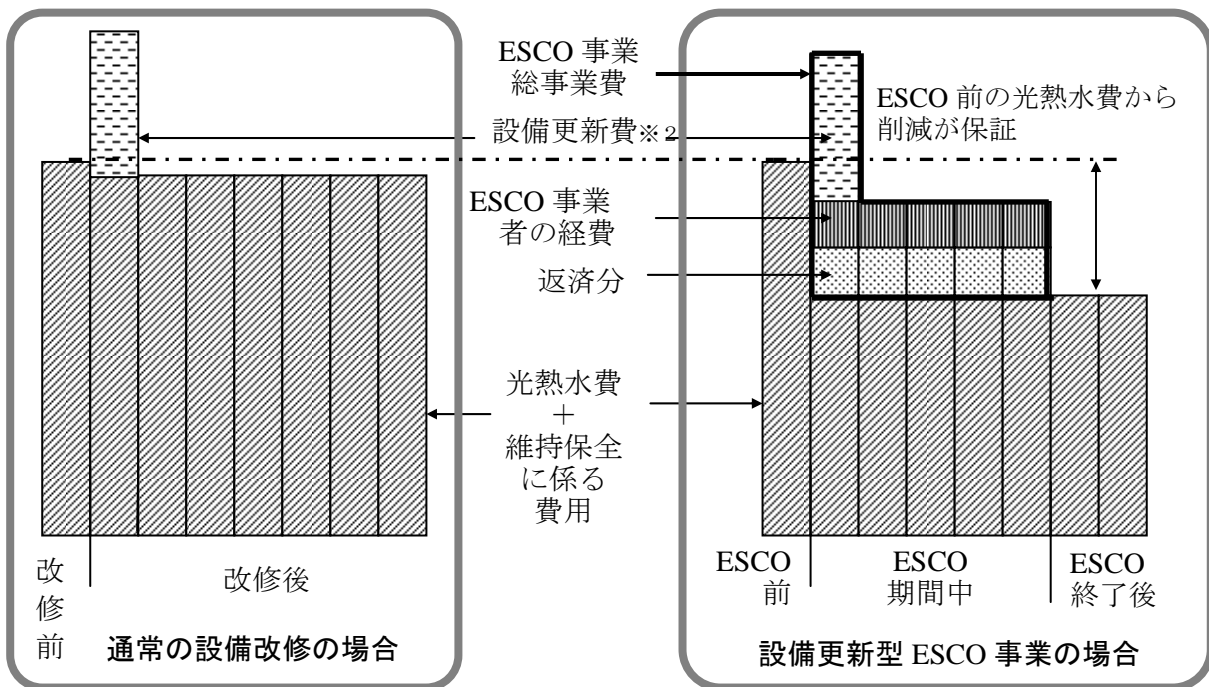 ESCO 事業
総事業費
設備更新費※2
ESCO 前の光熱水費から
削減が保証
ESCO 事業
者の経費
返済分
光熱水費
＋
維持保全
に係る
費用
改
修
前
改修後
通常の設備改修の場合
ESCO
前
ESCO
期間中
ESCO
終了後
設備更新型 ESCO 事業の場合